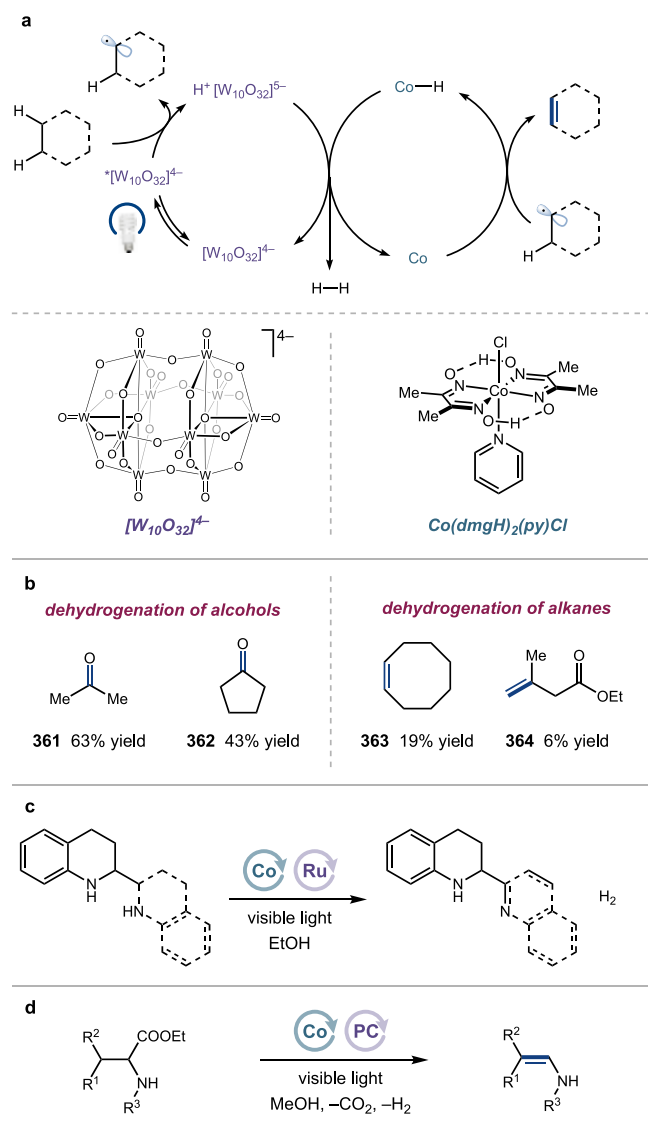 a
H
H
H
H⁺ [W₁₀O₃₂]⁵⁻
Co—H
*[W₁₀O₃₂]⁴⁻
[W₁₀O₃₂]⁴⁻
Co
H
H—H
4–
O O
W O W
O O O O
W W
O=W O O W=O
O W O W O
O O O O
O W O W O
O O
Cl
O H O
Me N N Me
Co
Me N N Me
O H O
N
[W₁₀O₃₂]⁴⁻
Co(dmgH)₂(py)Cl
b
dehydrogenation of alcohols
dehydrogenation of alkanes
O
Me Me
O
Me O
OEt
361 63% yield
362 43% yield
363 19% yield
364 6% yield
c
N
H
HN
Co Ru
visible light
EtOH
N
H
N
H₂
d
R² COOEt
R¹ NH
R³
Co PC
visible light
MeOH, –CO₂, –H₂
R²
R¹ NH
R³